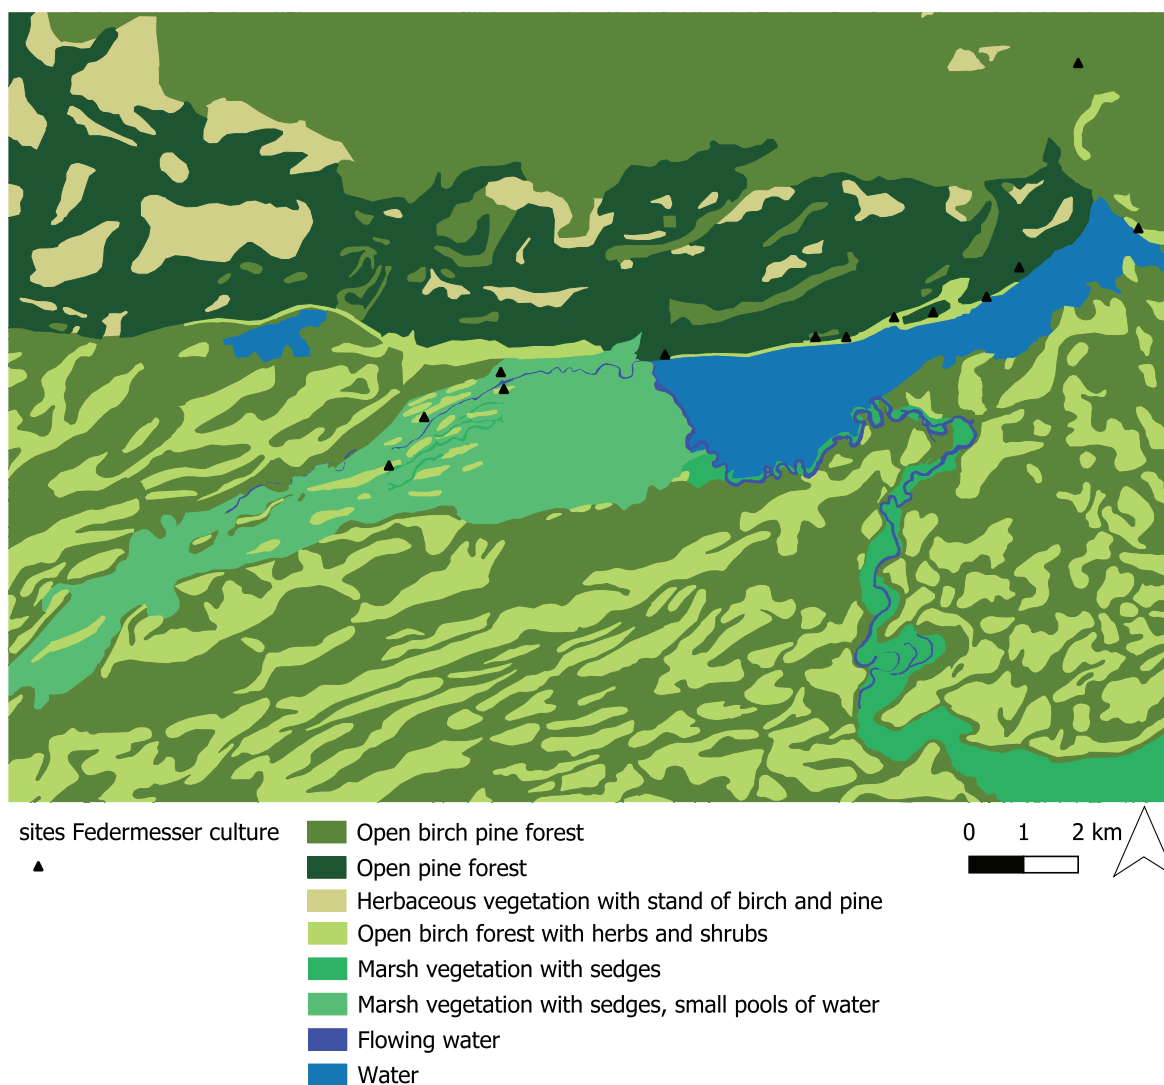 sites Federmesser culture
Open birch pine forest
Open pine forest
Herbaceous vegetation with stand of birch and pine
Open birch forest with herbs and shrubs
Marsh vegetation with sedges
Marsh vegetation with sedges, small pools of water
Flowing water
Water
0 1 2 km